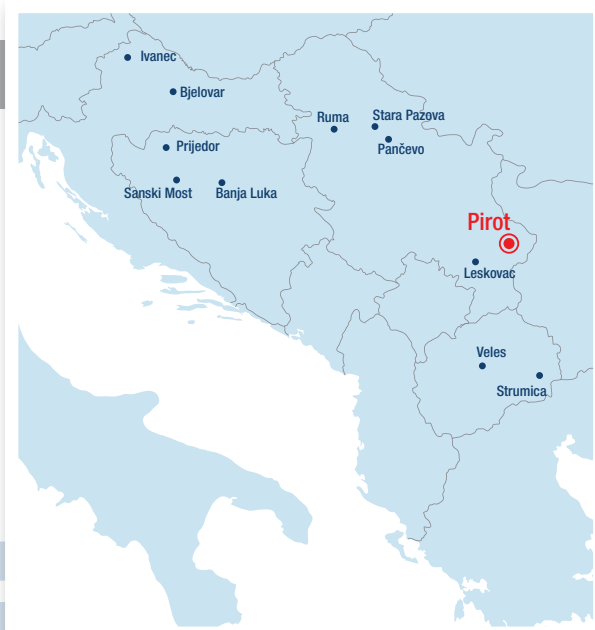 Ivanec
Bjelovar
Ruma
Stara Pazova
Pančevo
Prijedor
Sanski Most
Banja Luka
Pirot
Leskovac
Veles
Strumica